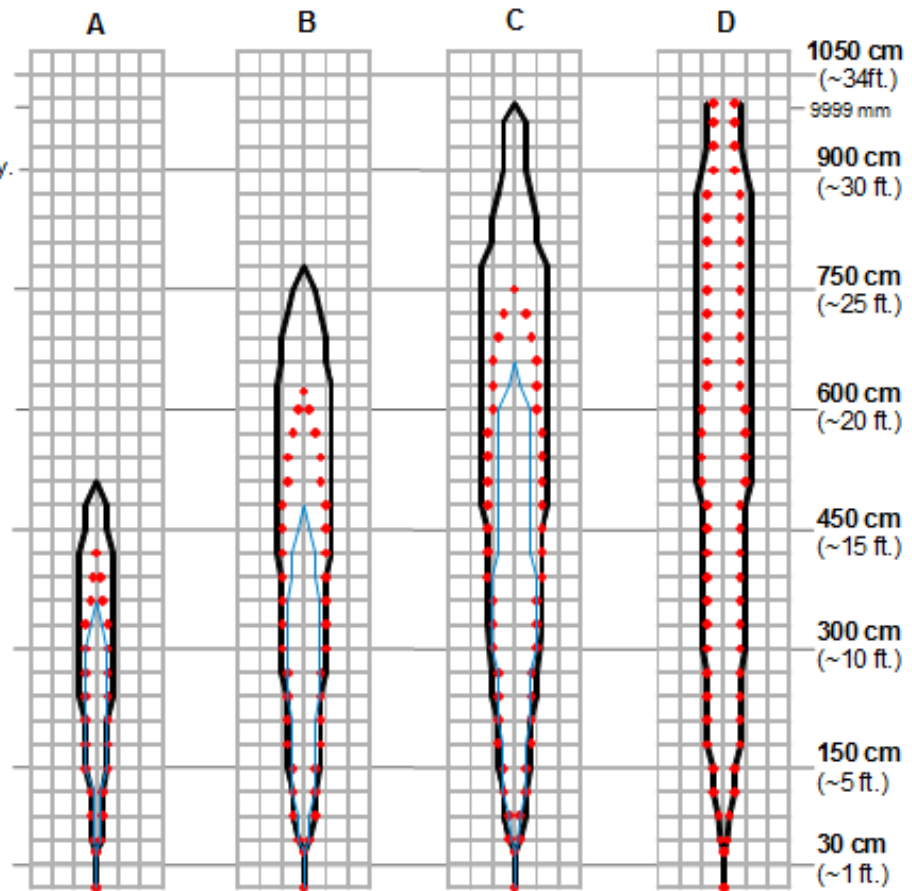 A B C D
1050 cm
(~34ft.)
9999 mm
y.
900 cm
(~30 ft.)
750 cm
(~25 ft.)
600 cm
(~20 ft.)
450 cm
(~15 ft.)
300 cm
(~10 ft.)
150 cm
(~5 ft.)
30 cm
(~1 ft.)